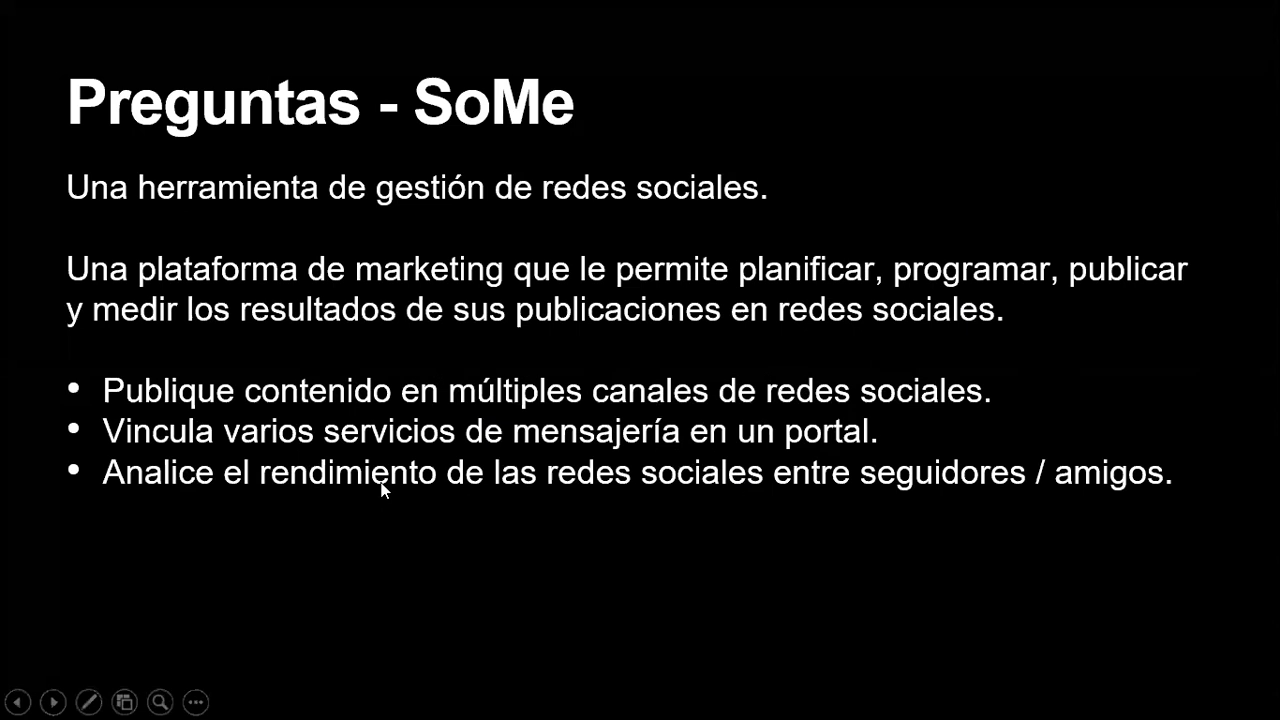 Preguntas - SoMe
Una herramienta de gestión de redes sociales.
Una plataforma de marketing que le permite planificar, programar, publicar
y medir los resultados de sus publicaciones en redes sociales.
• Publique contenido en múltiples canales de redes sociales.
• Vincula varios servicios de mensajería en un portal.
• Analice el rendimiento de las redes sociales entre seguidores / amigos.